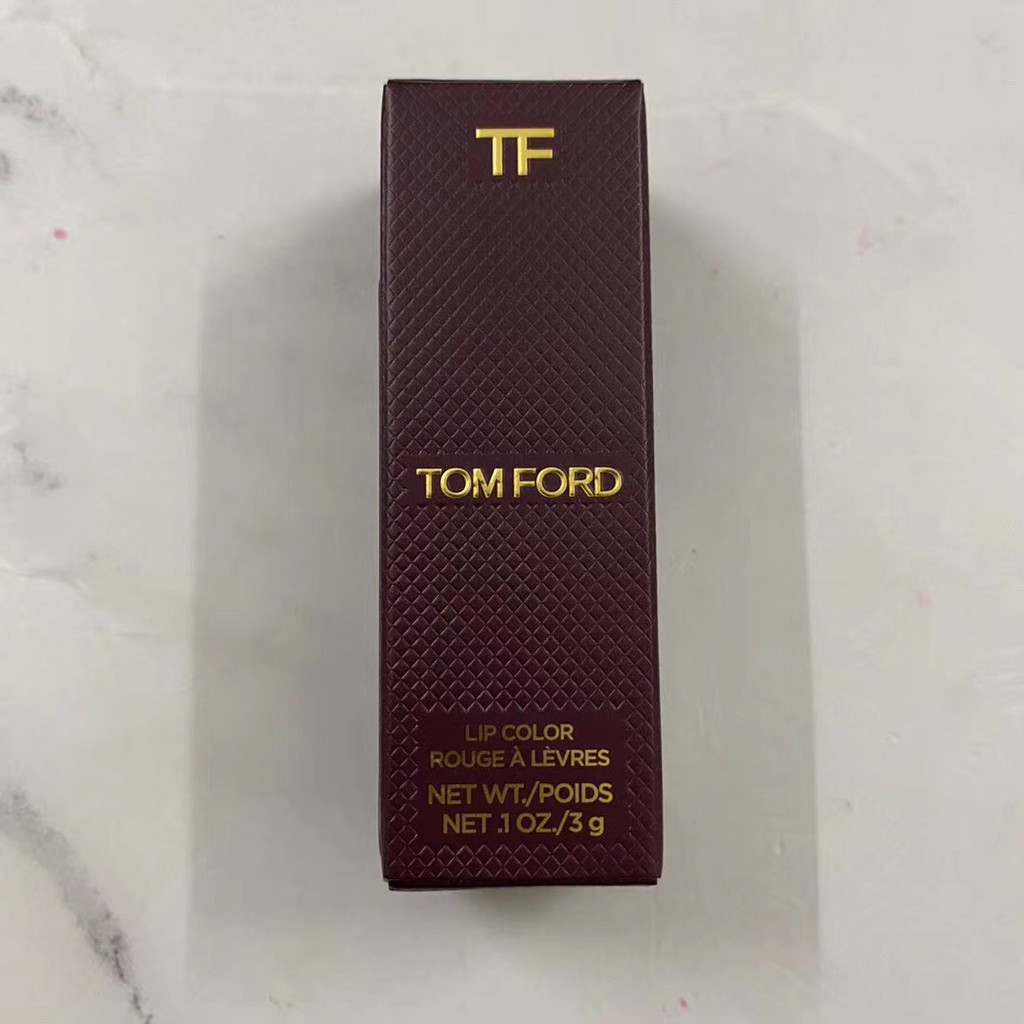 TF
TOM FORD
LIP COLOR
ROUGE À LÈVRES
NET WT./POIDS
NET .1 OZ./3 g